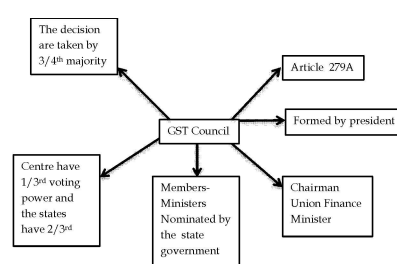 The decision
are taken by
3/4th majority
Article 279A
GST Council
Formed by president
Centre have
1/3rd voting
power and
the states
have 2/3rd
Members-
Ministers
Nominated by
the state
government
Chairman
Union Finance
Minister